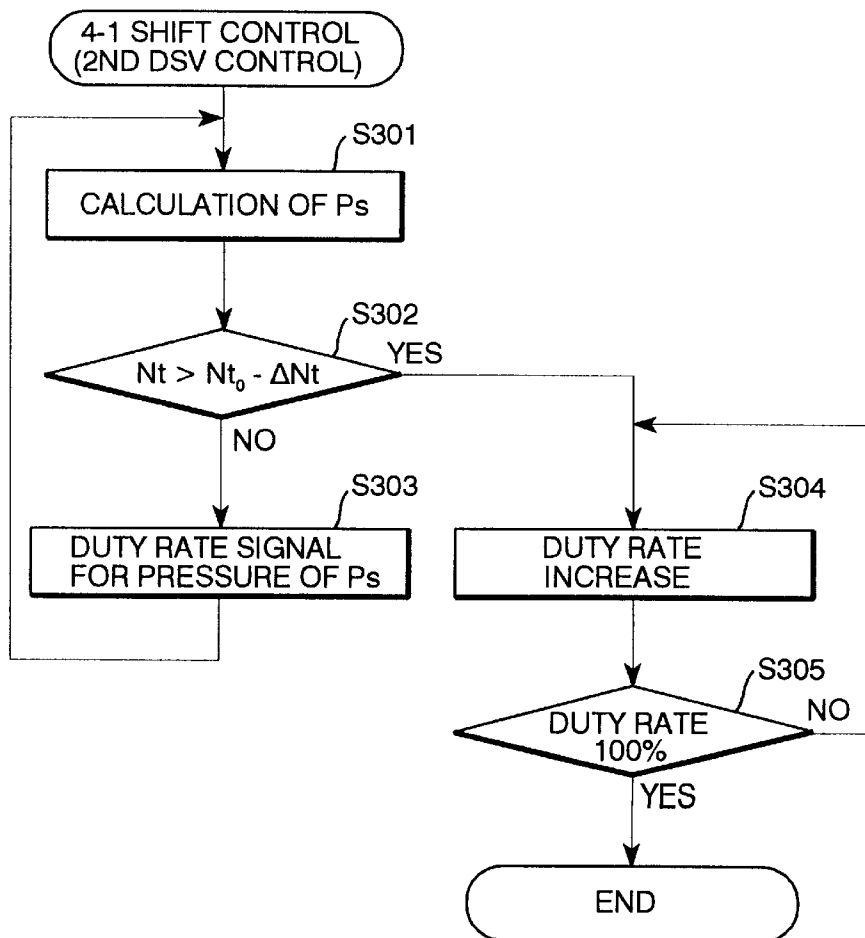 4-1 SHIFT CONTROL
(2ND DSV CONTROL)
S301
CALCULATION OF Ps
S302
Nt > Nt₀ - ΔNt
YES
NO
S303
DUTY RATE SIGNAL
FOR PRESSURE OF Ps
S304
DUTY RATE
INCREASE
S305
DUTY RATE
100%
NO
YES
END